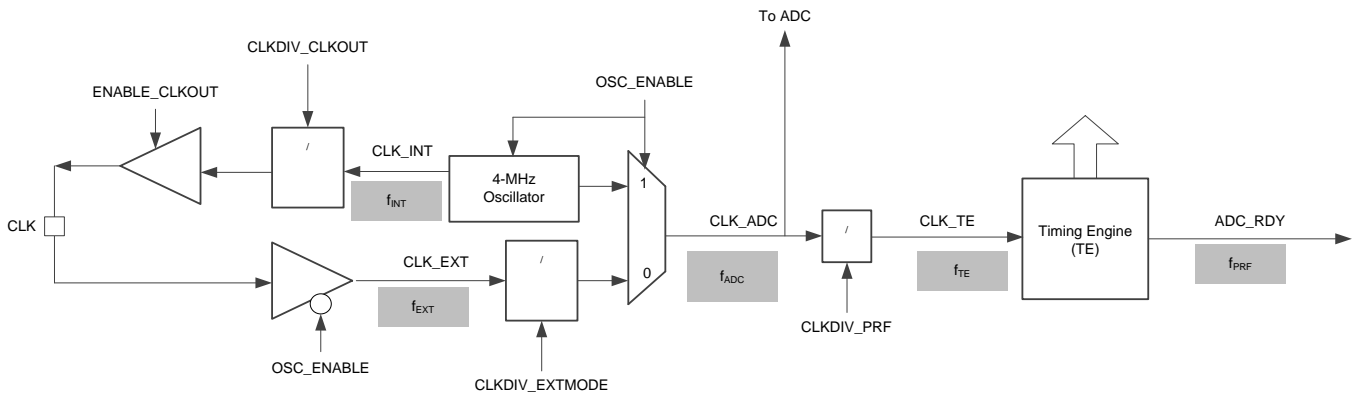 To ADC
CLKDIV_CLKOUT
OSC_ENABLE
ENABLE_CLKOUT
/
CLK_INT
4-MHz
Oscillator
1
f_INT
CLK
CLK_ADC
/
CLK_TE
Timing Engine
(TE)
ADC_RDY
CLK_EXT
/
0
f_ADC
f_TE
f_PRF
f_EXT
CLKDIV_PRF
OSC_ENABLE
CLKDIV_EXTMODE